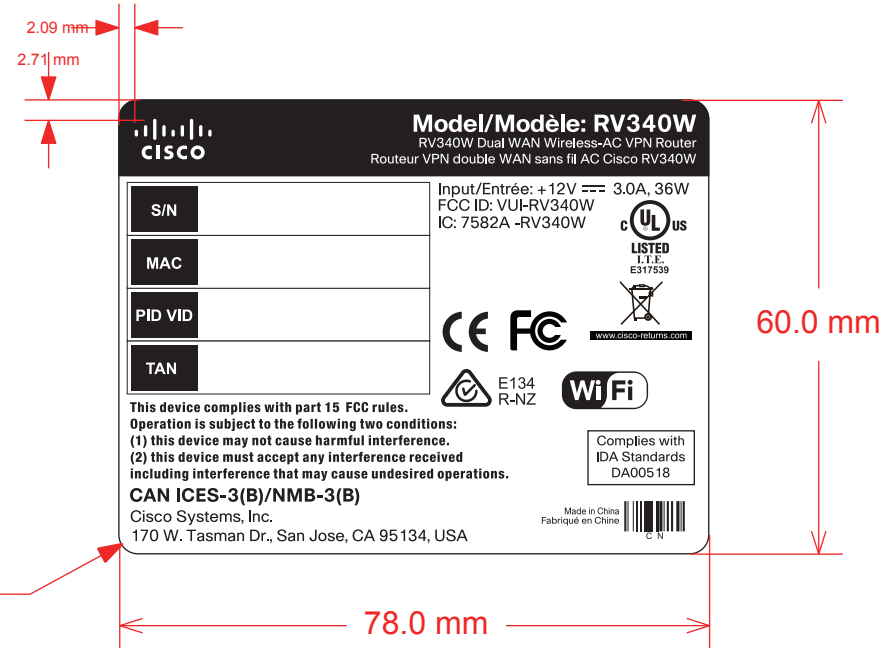 2.09 mm
2.71 mm
CISCO
Model/Modèle: RV340W
RV340W Dual WAN Wireless-AC VPN Router
Routeur VPN double WAN sans fil AC Cisco RV340W
S/N
MAC
PID VID
TAN
Input/Entrée: +12V 3.0A, 36W
FCC ID: VUI-RV340W
IC: 7582A -RV340W
C UL US
LISTED
I.T.E.
E317539
www.cisco-returns.com
CE FC
E134
R-NZ
Wi Fi
This device complies with part 15 FCC rules.
Operation is subject to the following two conditions:
(1) this device may not cause harmful interference.
(2) this device must accept any interference received
including interference that may cause undesired operations.
Complies with
IDA Standards
DA00518
CAN ICES-3(B)/NMB-3(B)
Cisco Systems, Inc.
170 W. Tasman Dr., San Jose, CA 95134, USA
Made in China
Fabriqué en Chine
C N
60.0 mm
78.0 mm